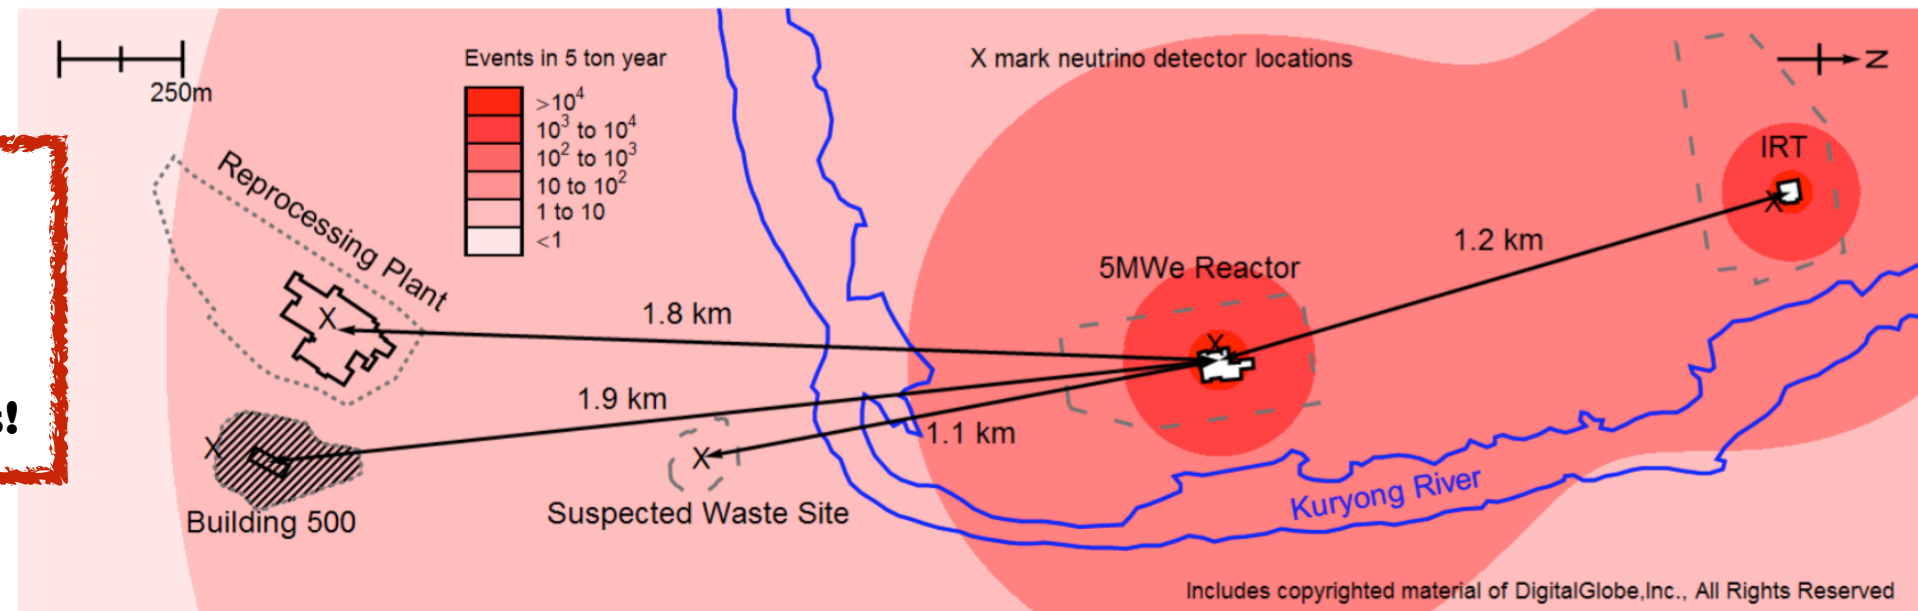 250m
Events in 5 ton year
>10⁴
10³ to 10⁴
10² to 10³
10 to 10²
1 to 10
<1
X mark neutrino detector locations
N
IRT
X
1.2 km
5MWe Reactor
X
Reprocessing Plant
X
1.8 km
1.9 km
1.1 km
X
X
Building 500
Suspected Waste Site
Kuryong River
Includes copyrighted material of DigitalGlobe,Inc., All Rights Reserved